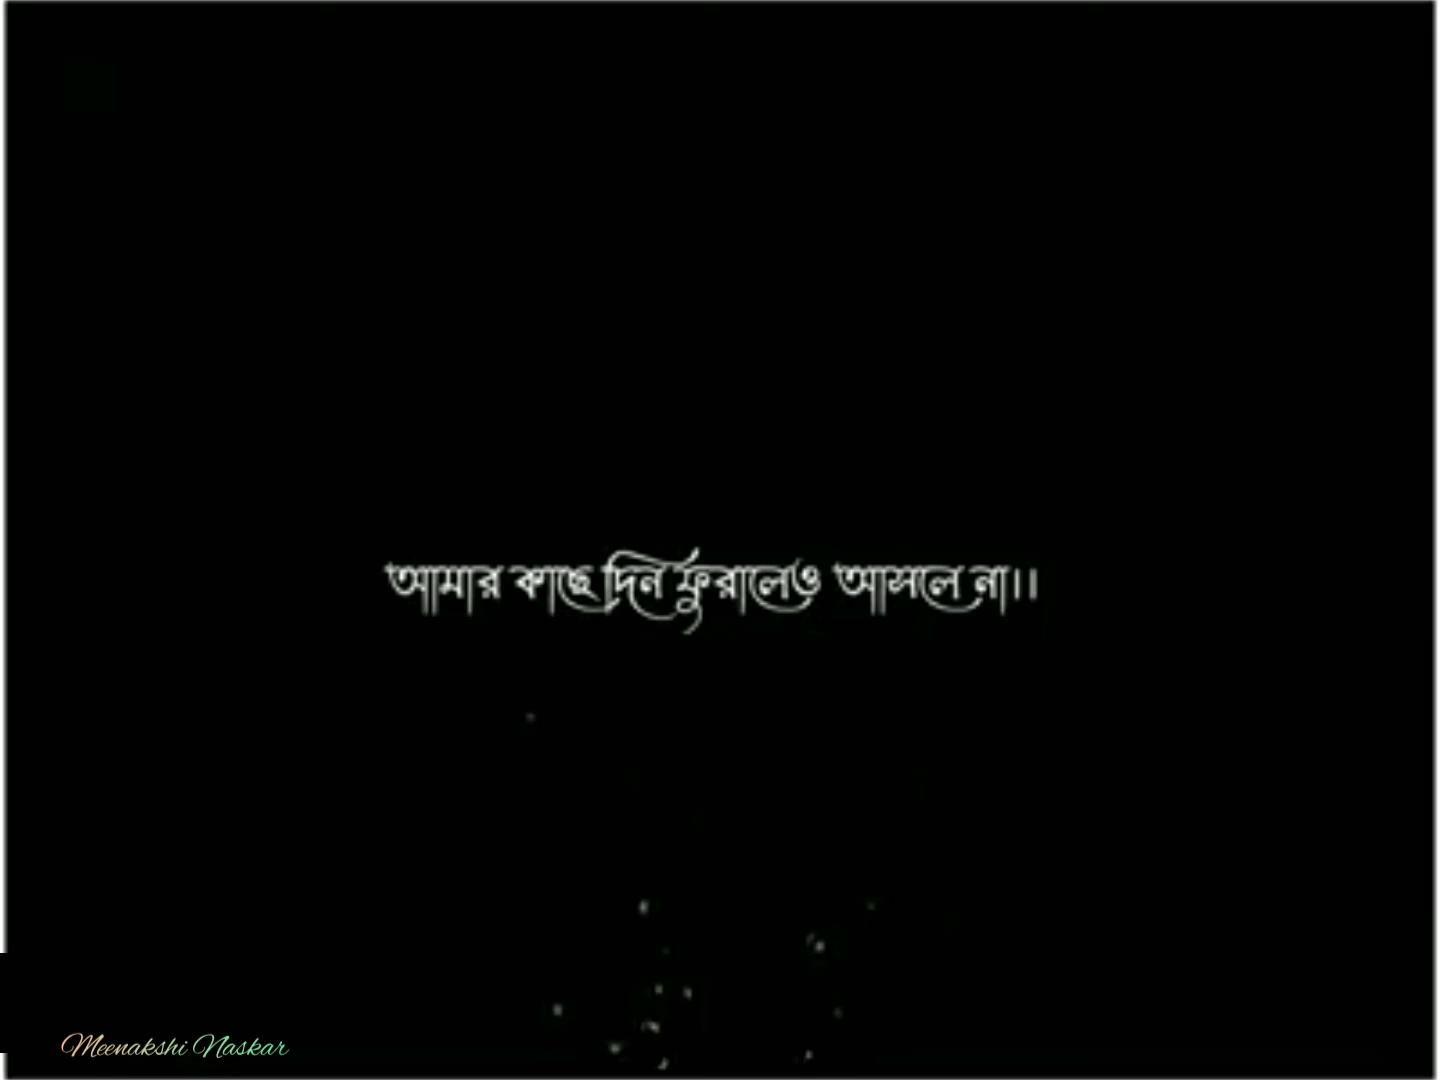 আমার কাছে দিন ফুরালেও আসলে না।।
Meenakshi Naskar